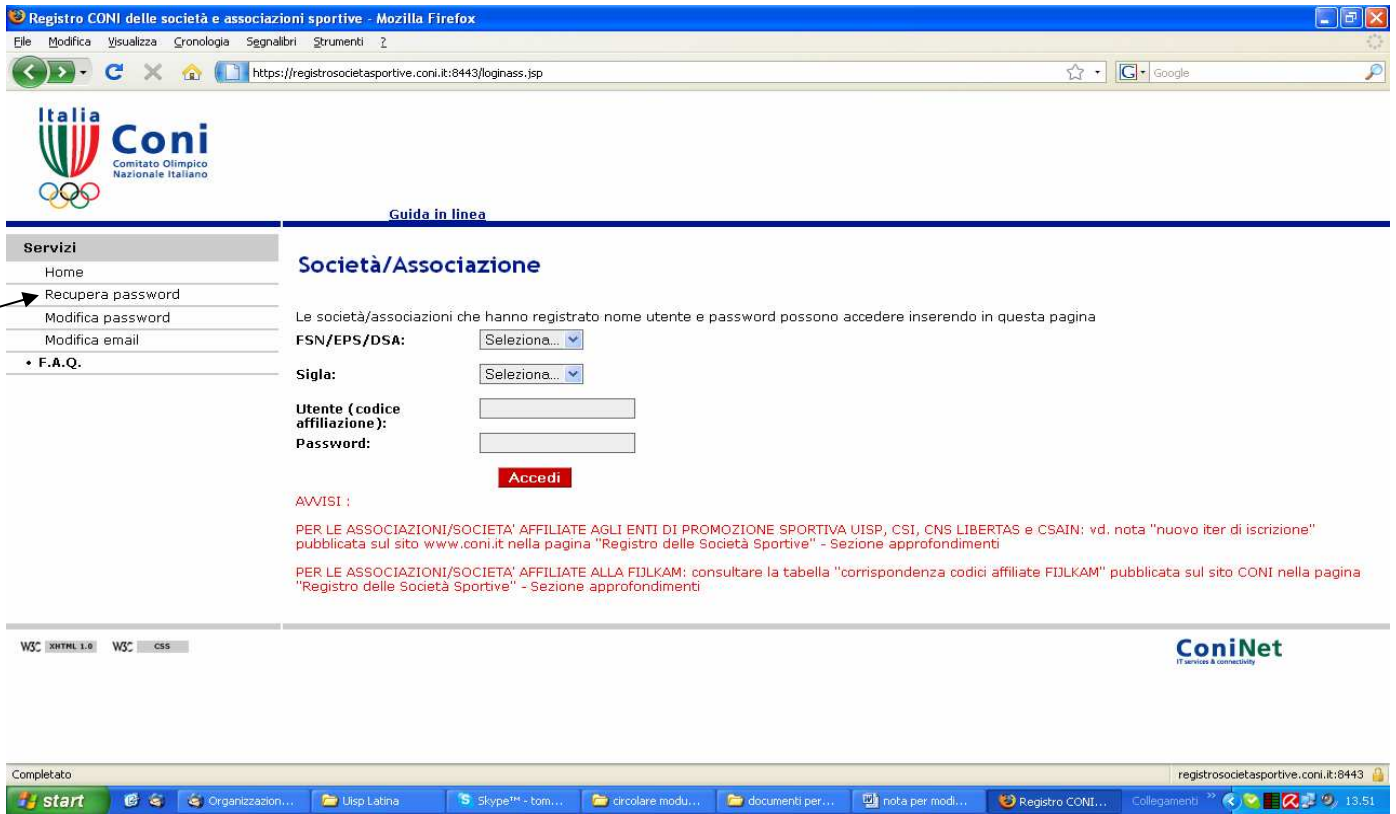 Registro CONI delle società e associazioni sportive - Mozilla Firefox
File Modifica Visualizza Cronologia Segnalibri Strumenti ?
https://registrosocietasportive.coni.it:8443/loginass.jsp
G Google
Italia
Coni
Comitato Olimpico
Nazionale Italiano
Guida in linea
Servizi
Home
Recupera password
Modifica password
Modifica email
• F.A.Q.
Società/Associazione
Le società/associazioni che hanno registrato nome utente e password possono accedere inserendo in questa pagina
FSN/EPS/DSA: Seleziona...
Sigla: Seleziona...
Utente (codice
affiliazione):
Password:
Accedi
AVVISI :
PER LE ASSOCIAZIONI/SOCIETA' AFFILIATE AGLI ENTI DI PROMOZIONE SPORTIVA UISP, CSI, CNS LIBERTAS e CSAIN: vd. nota "nuovo iter di iscrizione"
pubblicata sul sito www.coni.it nella pagina "Registro delle Società Sportive" - Sezione approfondimenti
PER LE ASSOCIAZIONI/SOCIETA' AFFILIATE ALLA FIJLKAM: consultare la tabella "corrispondenza codici affiliate FIJLKAM" pubblicata sul sito CONI nella pagina
"Registro delle Società Sportive" - Sezione approfondimenti
W3C XHTML 1.0 W3C CSS
ConiNet
IT services & connectivity
Completato
registrosocietasportive.coni.it:8443
start
Organizzazion...
Uisp Latina
Skype™ - tom...
circolare modu...
documenti per...
nota per modi...
Registro CONI...
Collegamenti »
13.51